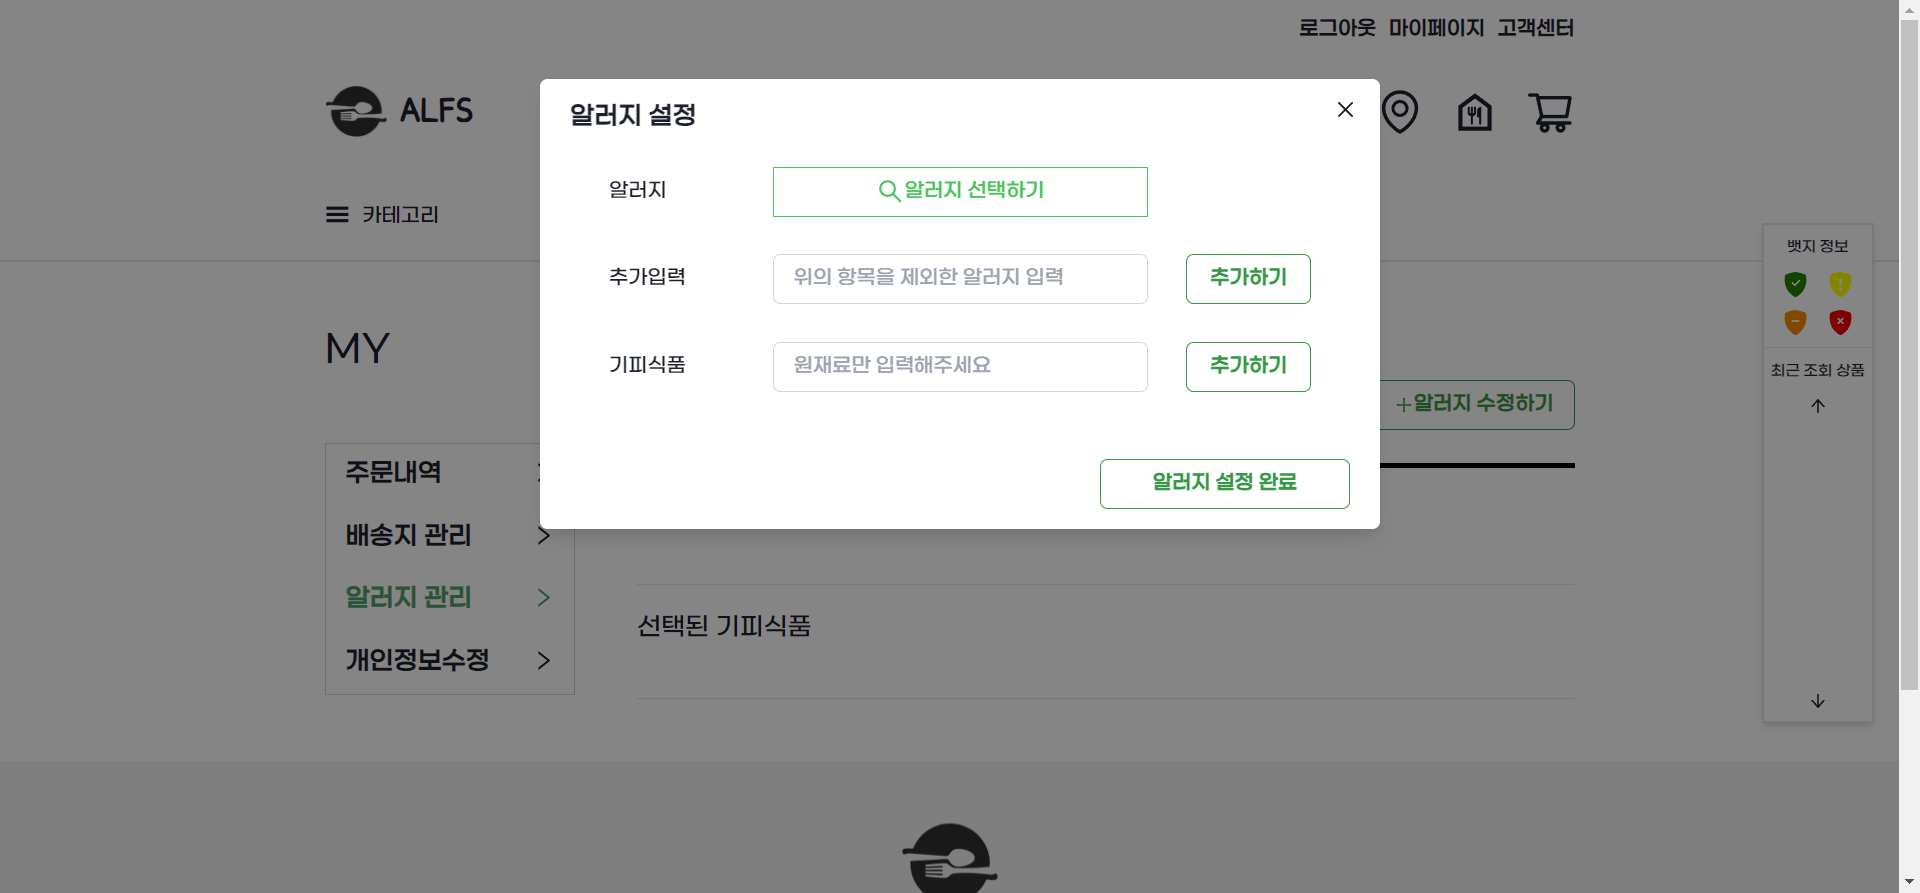 로그아웃 마이페이지 고객센터
ALFS
카테고리
알러지 설정
알러지
알러지 선택하기
추가입력
위의 항목을 제외한 알러지 입력
추가하기
기피식품
원재료만 입력해주세요
추가하기
알러지 설정 완료
MY
+알러지 수정하기
주문내역
배송지 관리
알러지 관리
개인정보수정
선택된 기피식품
뱃지 정보
최근 조회 상품